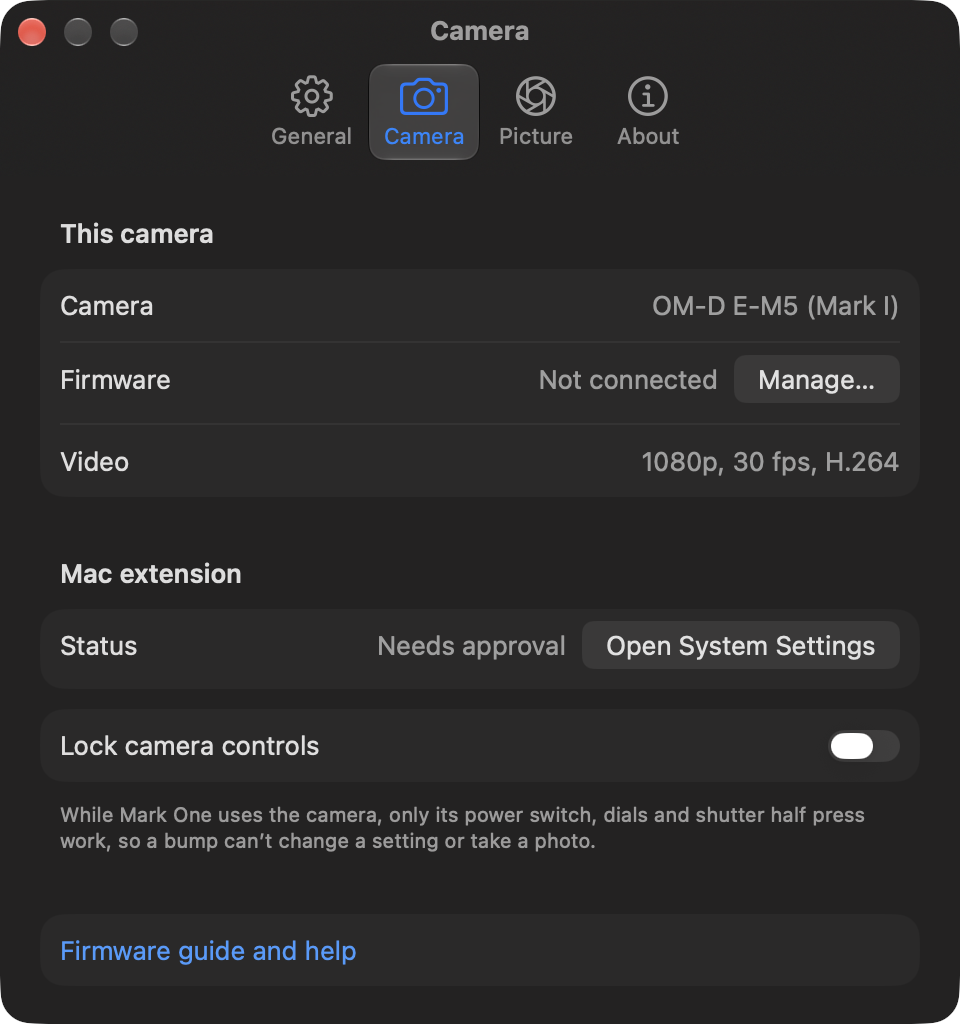 Camera
General
Camera
Picture
About
This camera
Camera
OM-D E-M5 (Mark I)
Firmware
Not connected
Manage...
Video
1080p, 30 fps, H.264
Mac extension
Status
Needs approval
Open System Settings
Lock camera controls
While Mark One uses the camera, only its power switch, dials and shutter half press
work, so a bump can’t change a setting or take a photo.
Firmware guide and help